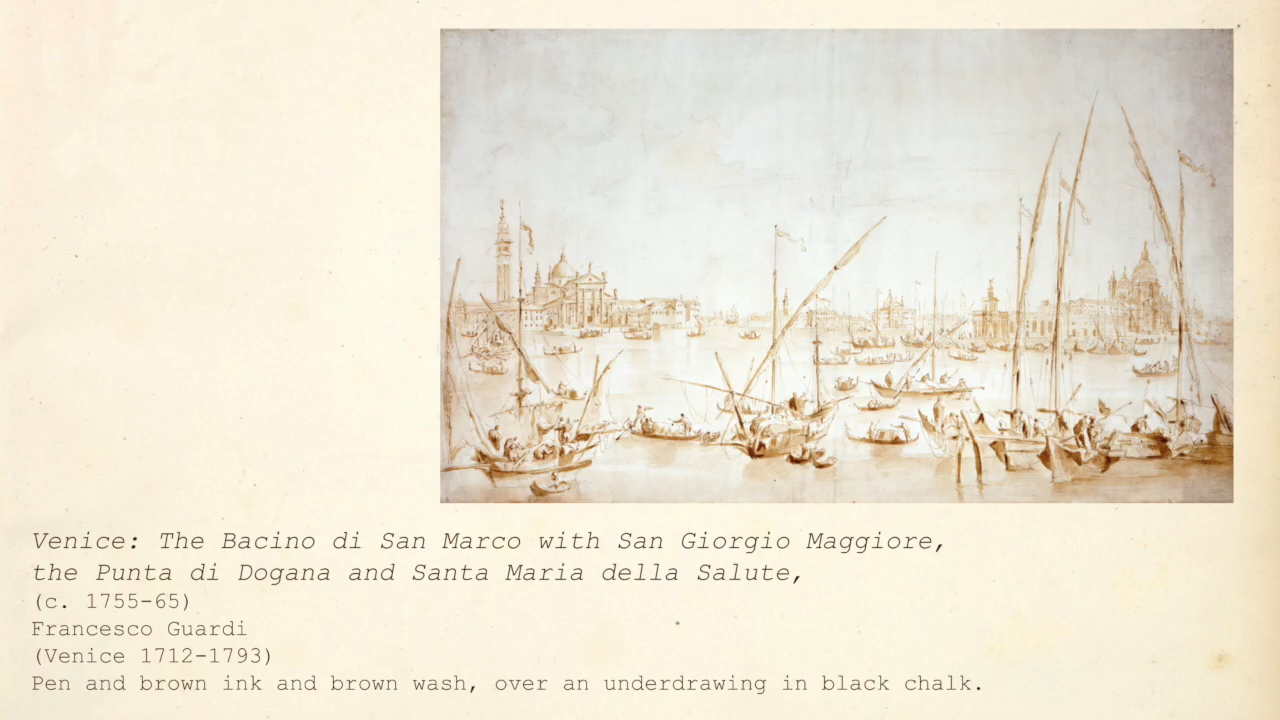 Venice: The Bacino di San Marco with San Giorgio Maggiore,
the Punta di Dogana and Santa Maria della Salute,
(c. 1755-65)
Francesco Guardi
(Venice 1712-1793)
Pen and brown ink and brown wash, over an underdrawing in black chalk.